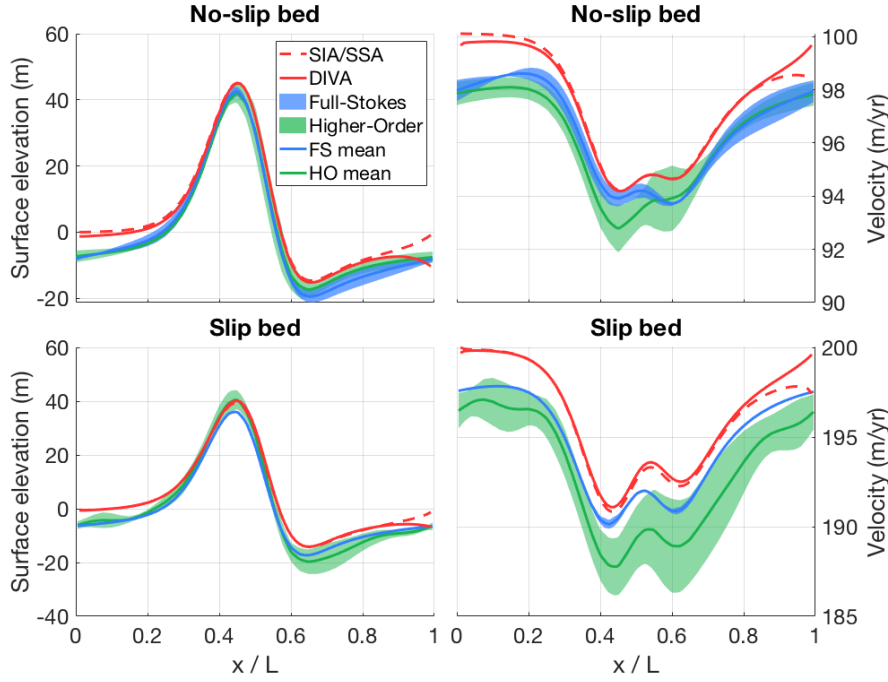 No-slip bed
No-slip bed
Surface elevation (m)
60
40
20
0
-20
SIA/SSA
DIVA
Full-Stokes
Higher-Order
FS mean
HO mean
100
98
96
94
92
90
Velocity (m/yr)
Slip bed
Slip bed
Surface elevation (m)
60
40
20
0
-20
-40
0
0.2
0.4
0.6
0.8
1
x / L
200
195
190
185
Velocity (m/yr)
0
0.2
0.4
0.6
0.8
1
x / L